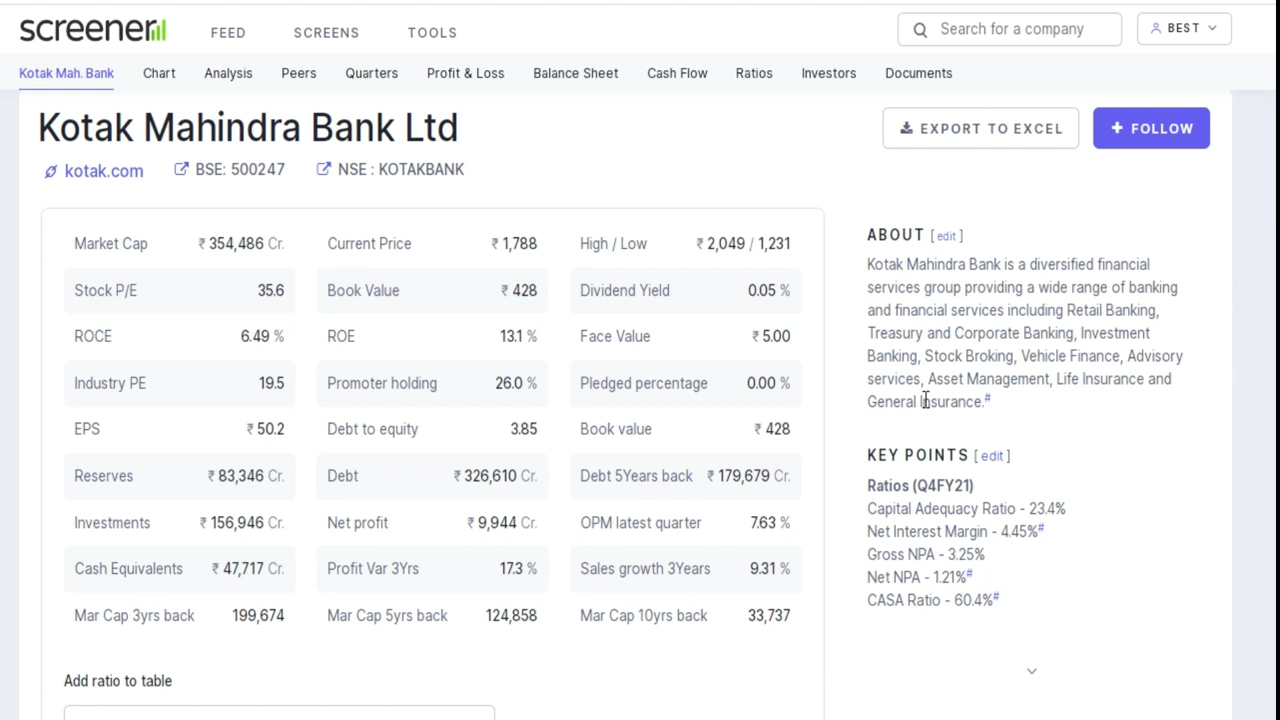 screener FEED SCREENS TOOLS Search for a company BEST
Kotak Mah. Bank Chart Analysis Peers Quarters Profit & Loss Balance Sheet Cash Flow Ratios Investors Documents
Kotak Mahindra Bank Ltd
EXPORT TO EXCEL + FOLLOW
kotak.com BSE: 500247 NSE : KOTAKBANK
Market Cap ₹ 354,486 Cr. Current Price ₹ 1,788 High / Low ₹ 2,049 / 1,231
Stock P/E 35.6 Book Value ₹ 428 Dividend Yield 0.05 %
ROCE 6.49 % ROE 13.1 % Face Value ₹ 5.00
Industry PE 19.5 Promoter holding 26.0 % Pledged percentage 0.00 %
EPS ₹ 50.2 Debt to equity 3.85 Book value ₹ 428
Reserves ₹ 83,346 Cr. Debt ₹ 326,610 Cr. Debt 5Years back ₹ 179,679 Cr.
Investments ₹ 156,946 Cr. Net profit ₹ 9,944 Cr. OPM latest quarter 7.63 %
Cash Equivalents ₹ 47,717 Cr. Profit Var 3Yrs 17.3 % Sales growth 3Years 9.31 %
Mar Cap 3yrs back 199,674 Mar Cap 5yrs back 124,858 Mar Cap 10yrs back 33,737
Add ratio to table
ABOUT [ edit ]
Kotak Mahindra Bank is a diversified financial
services group providing a wide range of banking
and financial services including Retail Banking,
Treasury and Corporate Banking, Investment
Banking, Stock Broking, Vehicle Finance, Advisory
services, Asset Management, Life Insurance and
General Insurance.#
KEY POINTS [ edit ]
Ratios (Q4FY21)
Capital Adequacy Ratio - 23.4%
Net Interest Margin - 4.45%#
Gross NPA - 3.25%
Net NPA - 1.21%#
CASA Ratio - 60.4%#